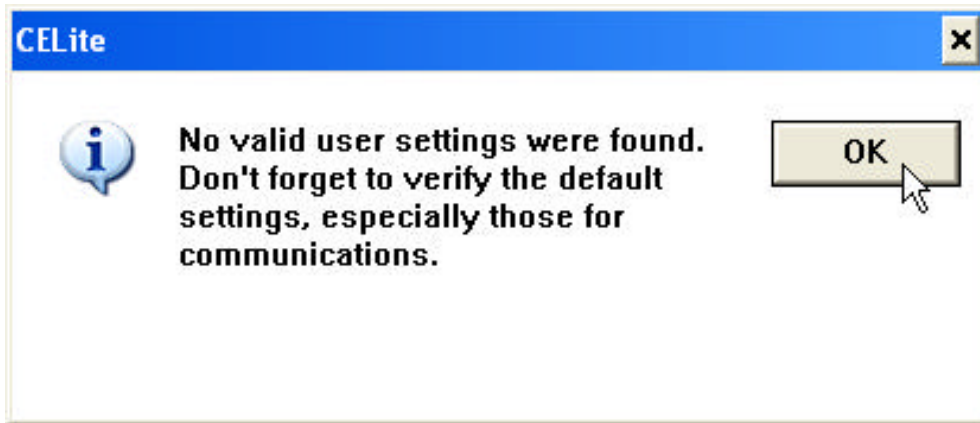 CELite
No valid user settings were found.
Don't forget to verify the default
settings, especially those for
communications.
OK